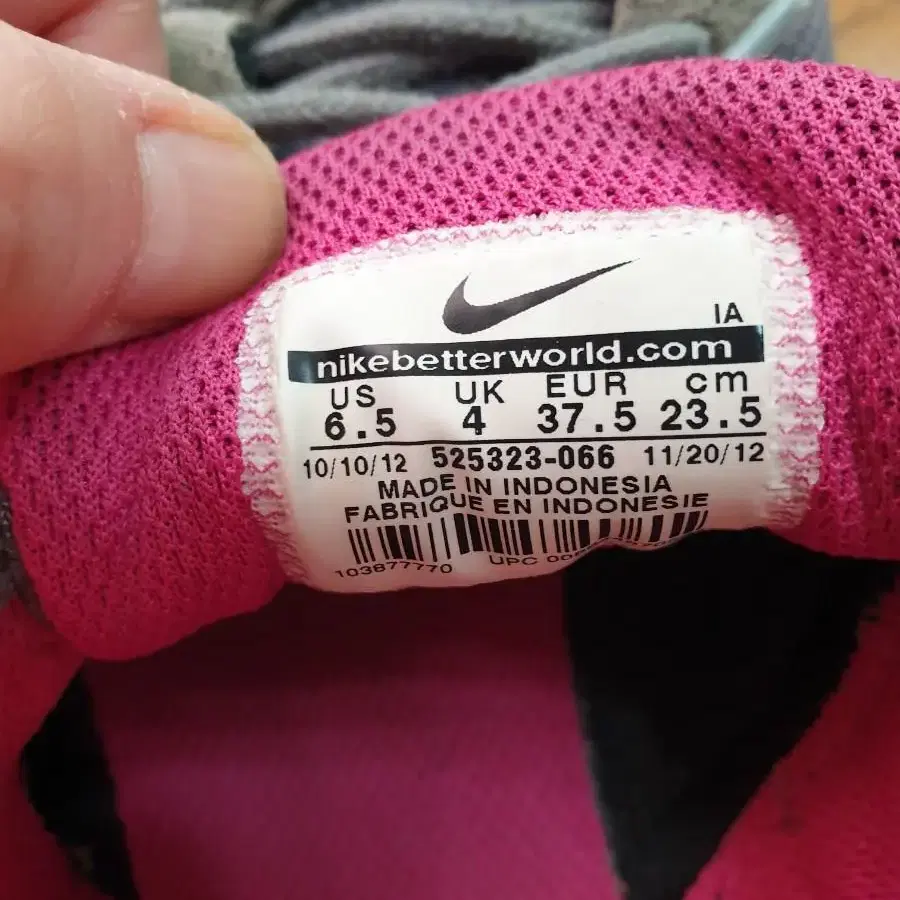 IA
nikebetterworld.com
US UK EUR cm
6.5 4 37.5 23.5
10/10/12 525323-066 11/20/12
MADE IN INDONESIA
FABRIQUE EN INDONESIE
103877770 UPC